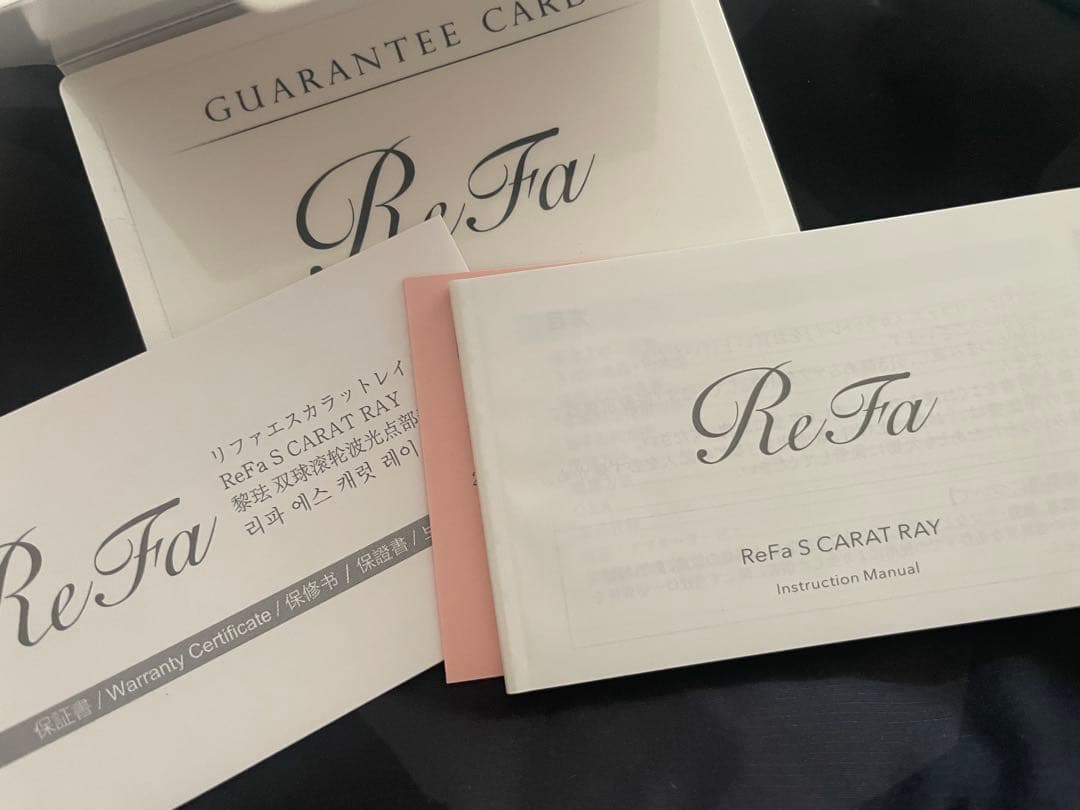 GUARANTEE CARD
ReFa
リファエスカラットレイ
ReFa S CARAT RAY
黎珐 双球滚轮波光点部
리파 에스 캐럿 레이
ReFa
保証書 / Warranty Certificate / 保修书 / 保證書 /
ReFa
ReFa S CARAT RAY
Instruction Manual